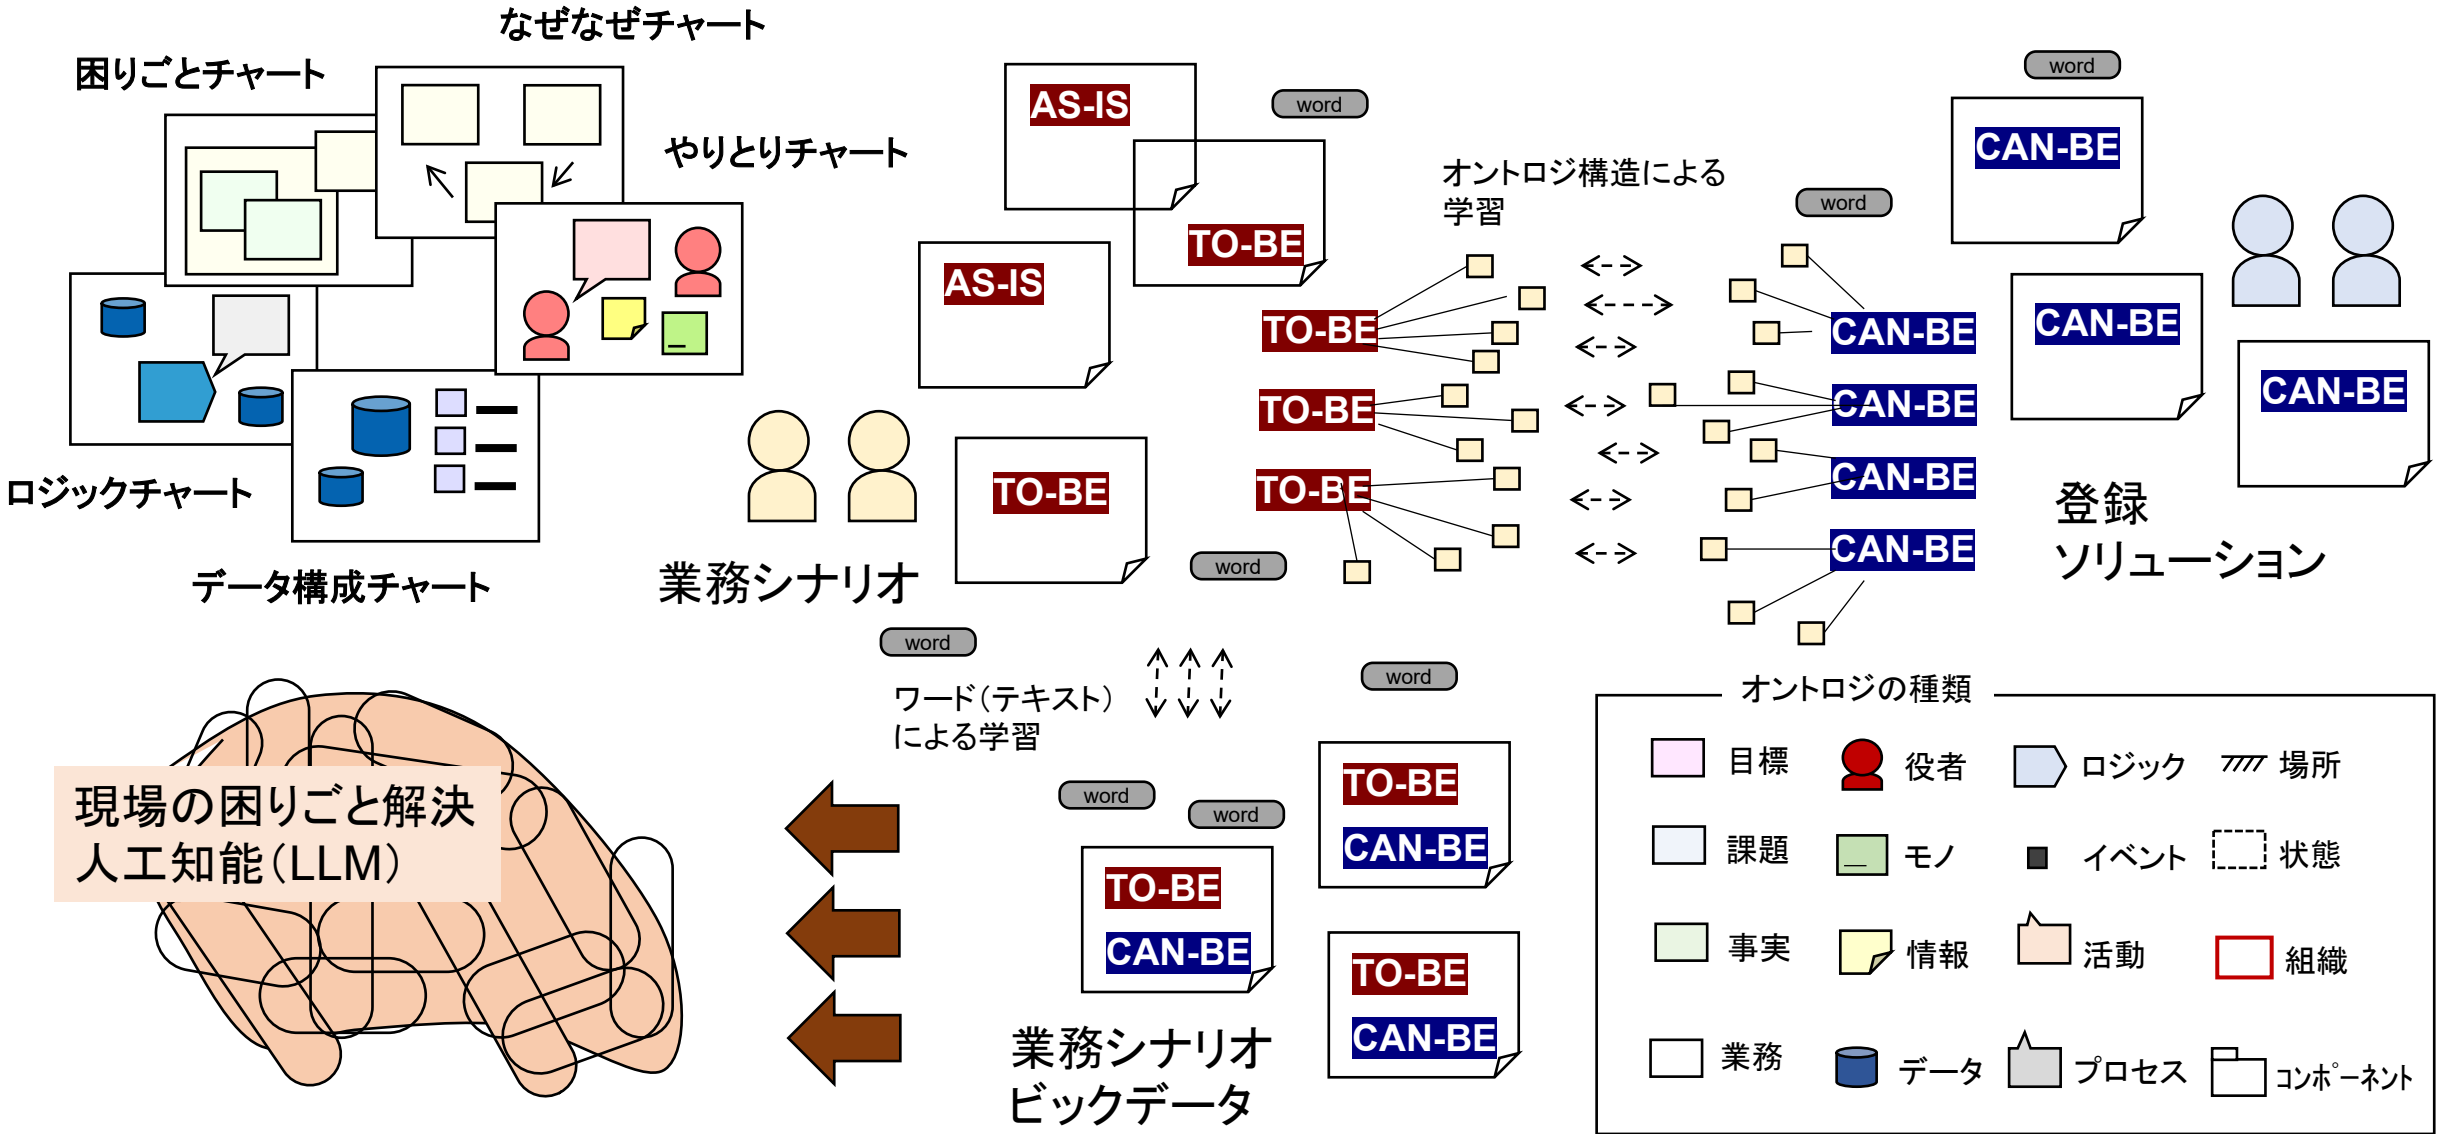 なぜなぜチャート
困りごとチャート
やりとりチャート
ロジックチャート
データ構成チャート
AS-IS
word
TO-BE
AS-IS
TO-BE
業務シナリオ
word
オントロジ構造による
学習
TO-BE
TO-BE
TO-BE
word
word
CAN-BE
CAN-BE
CAN-BE
CAN-BE
CAN-BE
CAN-BE
CAN-BE
登録
ソリューション
word
ワード（テキスト）
による学習
word
word
word
TO-BE
CAN-BE
TO-BE
CAN-BE
TO-BE
CAN-BE
業務シナリオ
ビックデータ
現場の困りごと解決
人工知能（LLM）
オントロジの種類
目標
役者
ロジック
場所
課題
モノ
イベント
状態
事実
情報
活動
組織
業務
データ
プロセス
コンポーネント